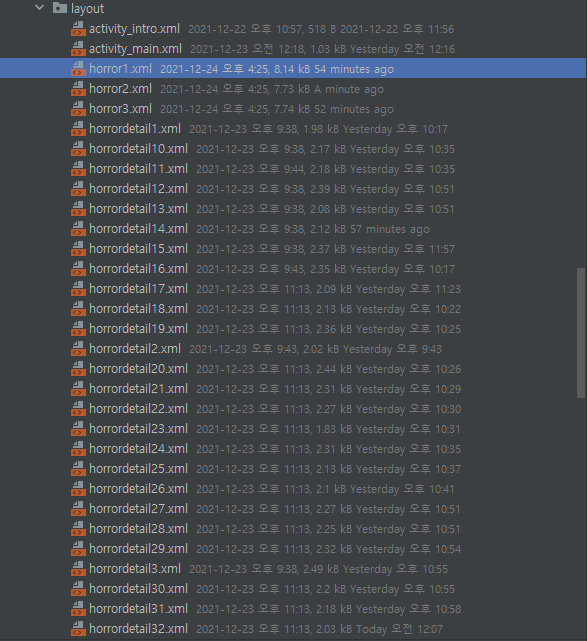 layout
activity_intro.xml 2021-12-22 오후 10:57, 518 B 2021-12-22 오후 11:56
activity_main.xml 2021-12-23 오전 12:18, 1.03 kB Yesterday 오전 12:16
horror1.xml 2021-12-24 오후 4:25, 8.14 kB 54 minutes ago
horror2.xml 2021-12-24 오후 4:25, 7.73 kB A minute ago
horror3.xml 2021-12-24 오후 4:25, 7.74 kB 52 minutes ago
horrordetail1.xml 2021-12-23 오후 9:38, 1.98 kB Yesterday 오후 10:17
horrordetail10.xml 2021-12-23 오후 9:38, 2.17 kB Yesterday 오후 10:35
horrordetail11.xml 2021-12-23 오후 9:44, 2.18 kB Yesterday 오후 10:35
horrordetail12.xml 2021-12-23 오후 9:38, 2.39 kB Yesterday 오후 10:51
horrordetail13.xml 2021-12-23 오후 9:38, 2.08 kB Yesterday 오후 10:51
horrordetail14.xml 2021-12-23 오후 9:38, 2.12 kB 57 minutes ago
horrordetail15.xml 2021-12-23 오후 9:38, 2.37 kB Yesterday 오후 11:57
horrordetail16.xml 2021-12-23 오후 9:43, 2.35 kB Yesterday 오후 10:17
horrordetail17.xml 2021-12-23 오후 11:13, 2.09 kB Yesterday 오후 11:23
horrordetail18.xml 2021-12-23 오후 11:13, 2.13 kB Yesterday 오후 10:22
horrordetail19.xml 2021-12-23 오후 11:13, 2.36 kB Yesterday 오후 10:25
horrordetail2.xml 2021-12-23 오후 9:43, 2.02 kB Yesterday 오후 9:43
horrordetail20.xml 2021-12-23 오후 11:13, 2.44 kB Yesterday 오후 10:26
horrordetail21.xml 2021-12-23 오후 11:13, 2.31 kB Yesterday 오후 10:29
horrordetail22.xml 2021-12-23 오후 11:13, 2.27 kB Yesterday 오후 10:30
horrordetail23.xml 2021-12-23 오후 11:13, 1.83 kB Yesterday 오후 10:31
horrordetail24.xml 2021-12-23 오후 11:13, 2.31 kB Yesterday 오후 10:35
horrordetail25.xml 2021-12-23 오후 11:13, 2.13 kB Yesterday 오후 10:37
horrordetail26.xml 2021-12-23 오후 11:13, 2.1 kB Yesterday 오후 10:41
horrordetail27.xml 2021-12-23 오후 11:13, 2.27 kB Yesterday 오후 10:51
horrordetail28.xml 2021-12-23 오후 11:13, 2.25 kB Yesterday 오후 10:51
horrordetail29.xml 2021-12-23 오후 11:13, 2.32 kB Yesterday 오후 10:54
horrordetail3.xml 2021-12-23 오후 9:38, 2.49 kB Yesterday 오후 10:55
horrordetail30.xml 2021-12-23 오후 11:13, 2.2 kB Yesterday 오후 10:55
horrordetail31.xml 2021-12-23 오후 11:13, 2.18 kB Yesterday 오후 10:58
horrordetail32.xml 2021-12-23 오후 11:13, 2.03 kB Today 오전 12:07